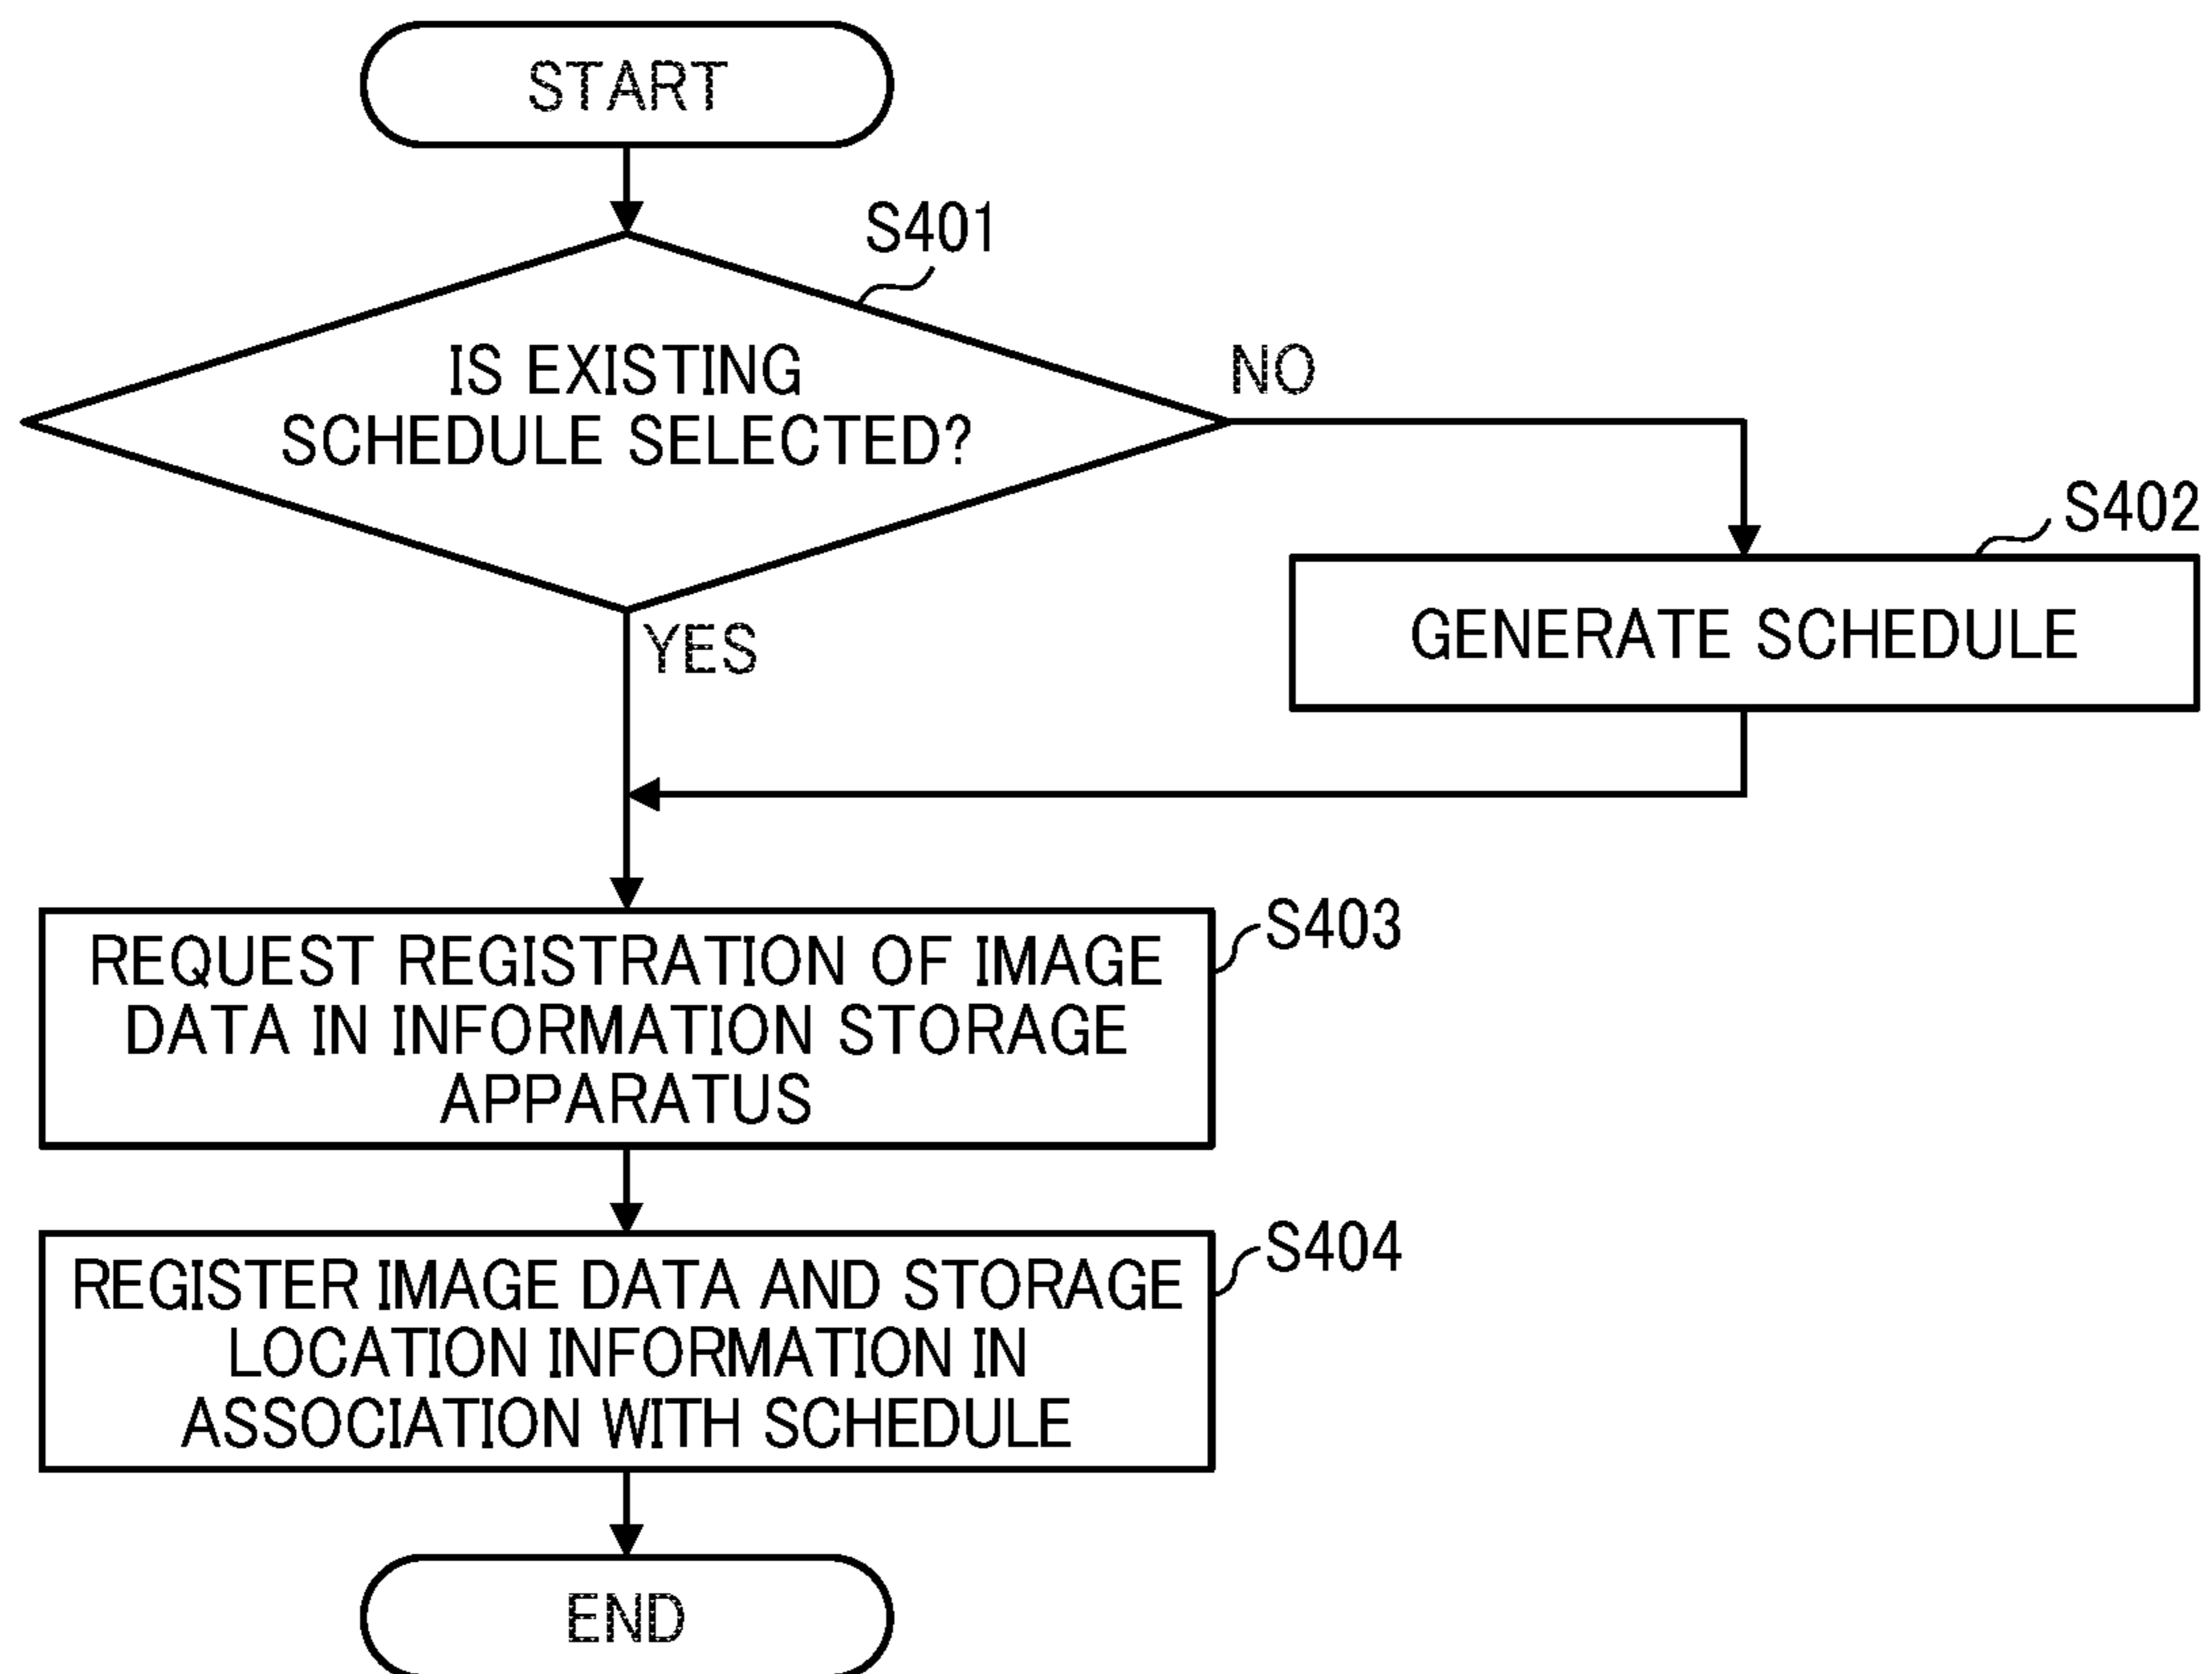 START
S401
IS EXISTING
SCHEDULE SELECTED?
NO
S402
GENERATE SCHEDULE
YES
S403
REQUEST REGISTRATION OF IMAGE
DATA IN INFORMATION STORAGE
APPARATUS
S404
REGISTER IMAGE DATA AND STORAGE
LOCATION INFORMATION IN
ASSOCIATION WITH SCHEDULE
END